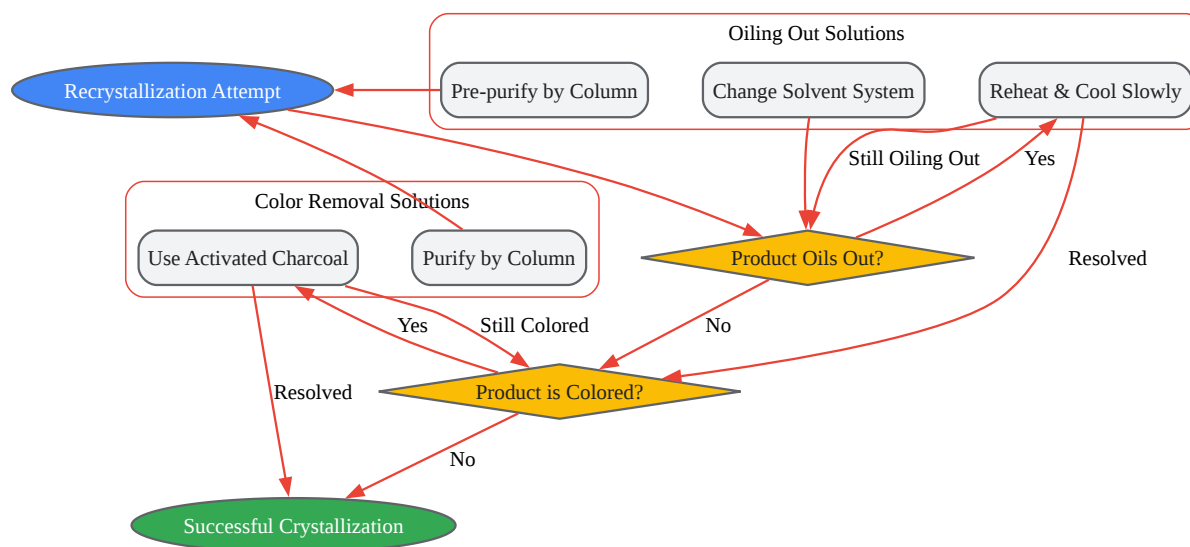 Oiling Out Solutions
Recrystallization Attempt
Pre-purify by Column
Change Solvent System
Reheat & Cool Slowly
Still Oiling Out
Yes
Color Removal Solutions
Use Activated Charcoal
Purify by Column
Product Oils Out?
Resolved
Yes
Still Colored
No
Resolved
Product is Colored?
No
Successful Crystallization